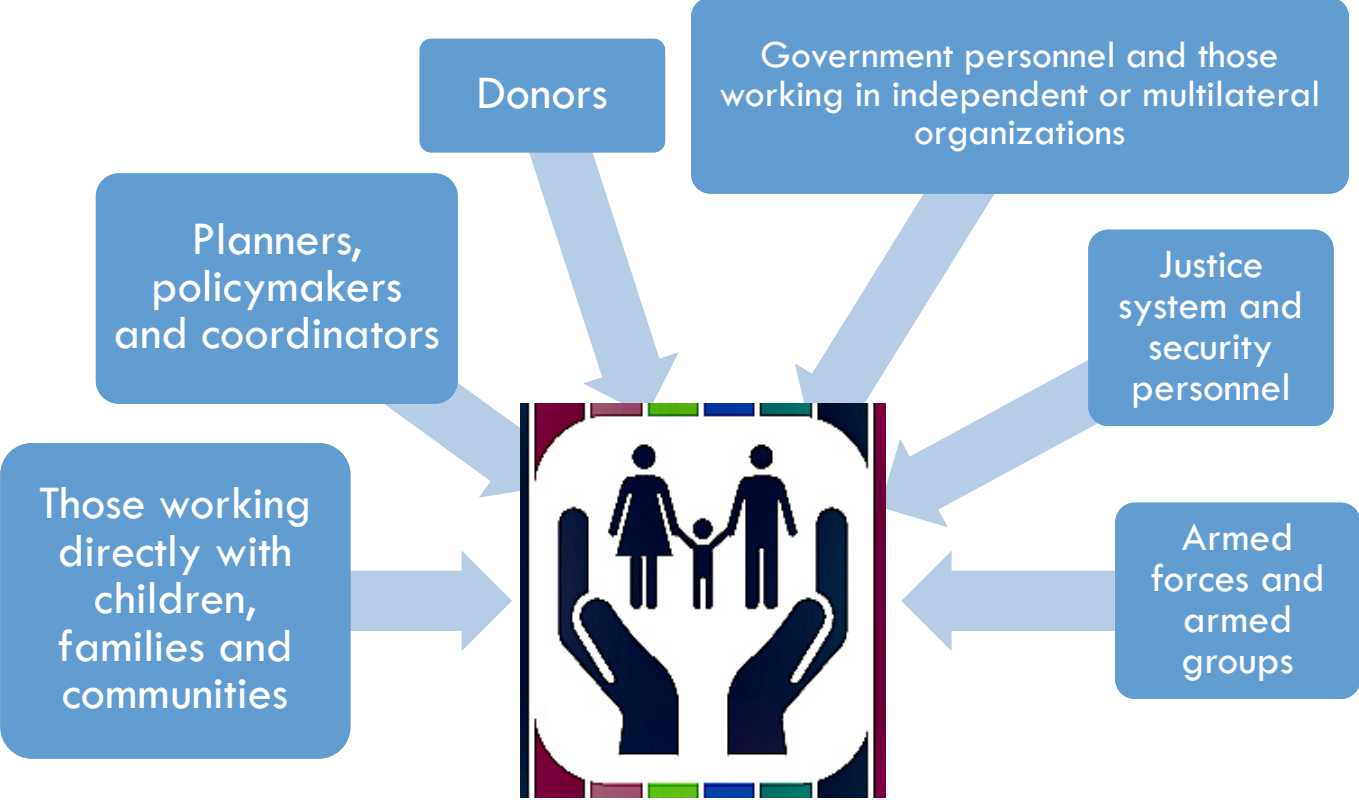 Donors
Government personnel and those
working in independent or multilateral
organizations
Planners,
policymakers
and coordinators
Justice
system and
security
personnel
Those working
directly with
children,
families and
communities
Armed
forces and
armed
groups